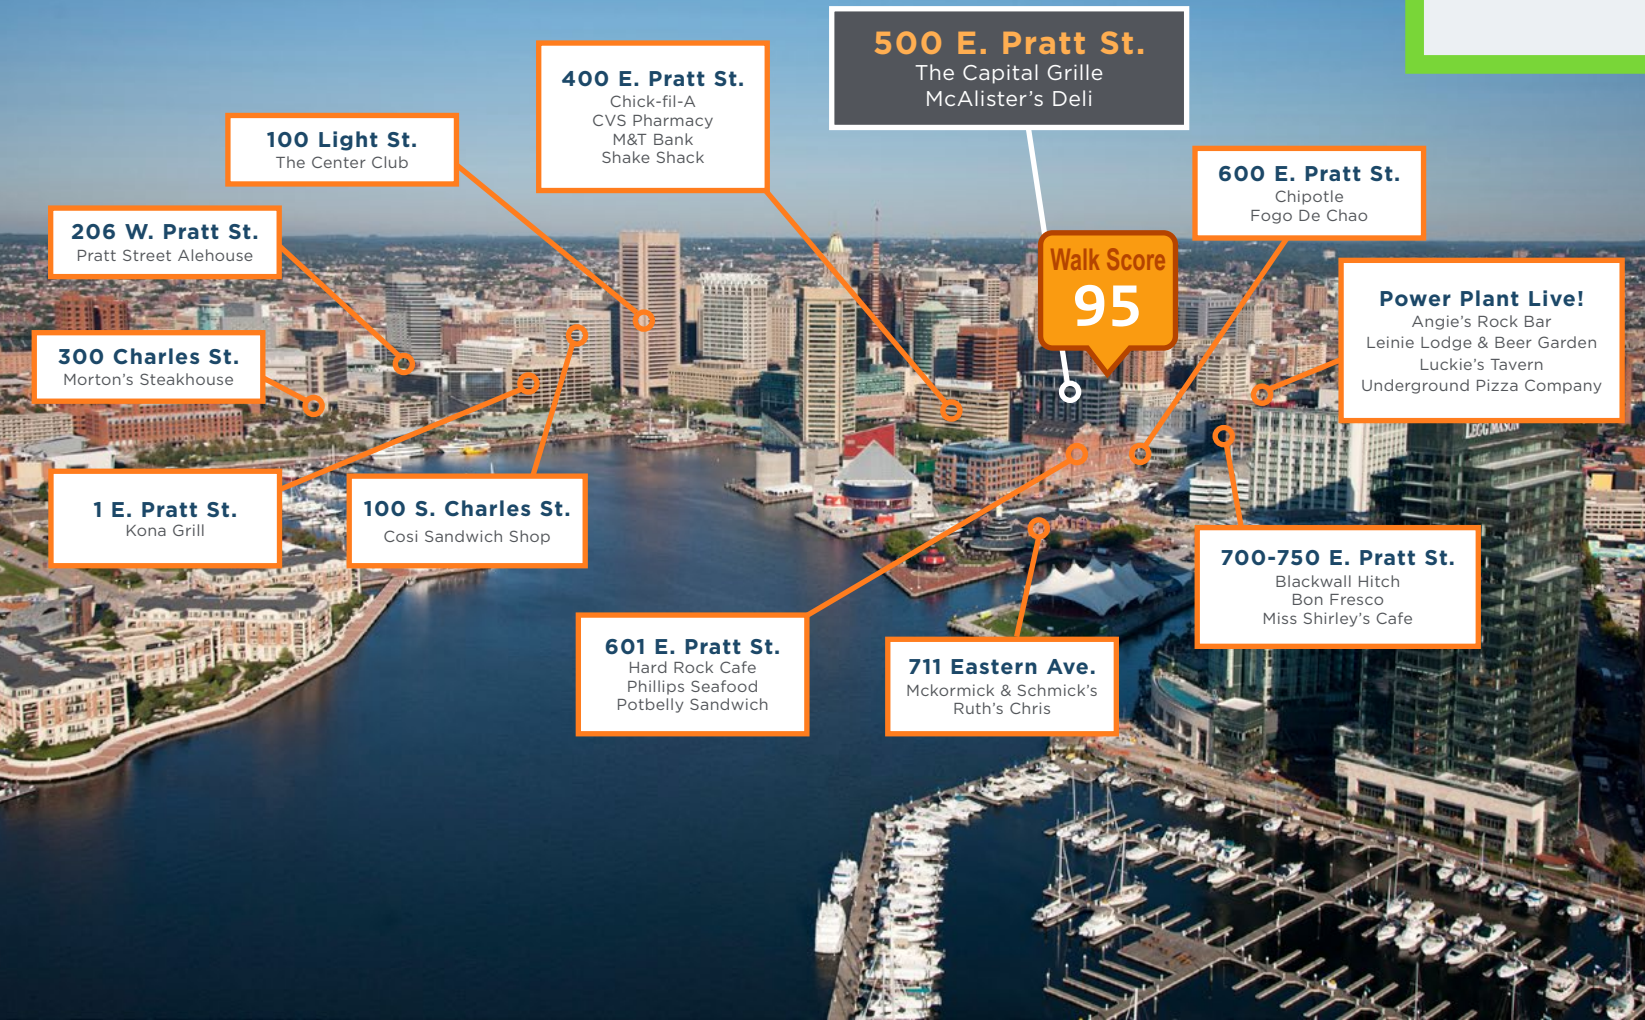 500 E. Pratt St.
The Capital Grille
McAlister's Deli
400 E. Pratt St.
Chick-fil-A
CVS Pharmacy
M&T Bank
Shake Shack
100 Light St.
The Center Club
600 E. Pratt St.
Chipotle
Fogo De Chao
206 W. Pratt St.
Pratt Street Alehouse
Walk Score
95
Power Plant Live!
Angie's Rock Bar
Leinie Lodge & Beer Garden
Luckie's Tavern
Underground Pizza Company
300 Charles St.
Morton's Steakhouse
LEGG MASON
1 E. Pratt St.
Kona Grill
100 S. Charles St.
Cosi Sandwich Shop
700-750 E. Pratt St.
Blackwall Hitch
Bon Fresco
Miss Shirley's Cafe
601 E. Pratt St.
Hard Rock Cafe
Phillips Seafood
Potbelly Sandwich
711 Eastern Ave.
Mckormick & Schmick's
Ruth's Chris